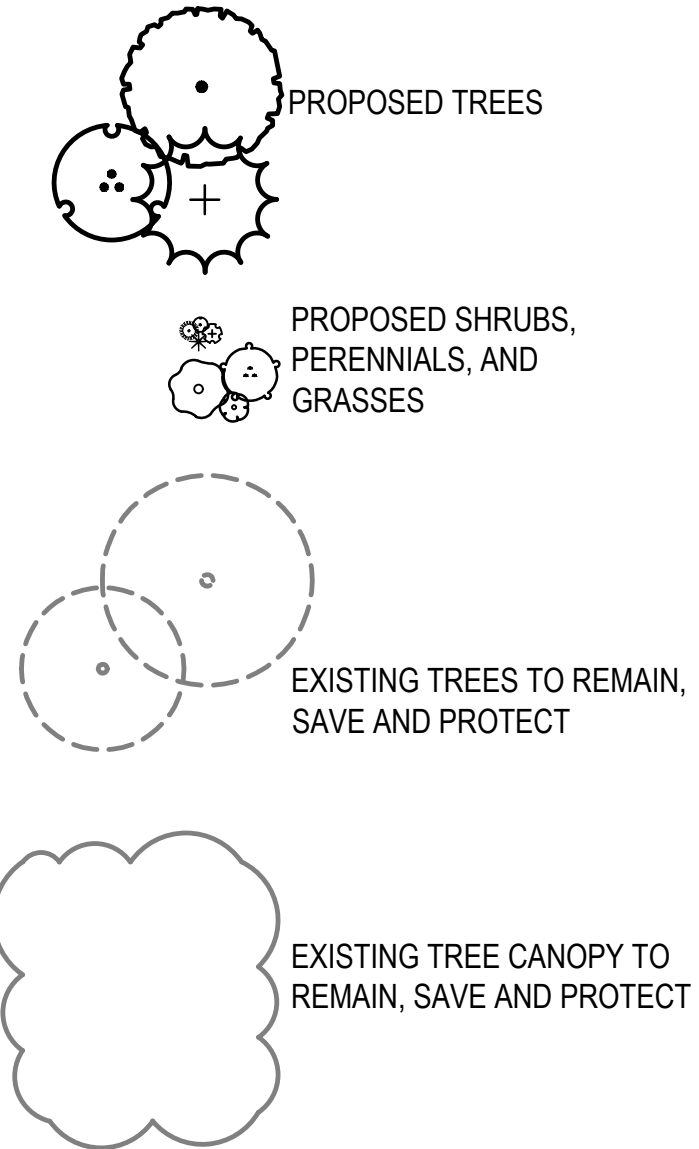 PROPOSED TREES
PROPOSED SHRUBS,
PERENNIALS, AND
GRASSES
EXISTING TREES TO REMAIN,
SAVE AND PROTECT
EXISTING TREE CANOPY TO
REMAIN, SAVE AND PROTECT